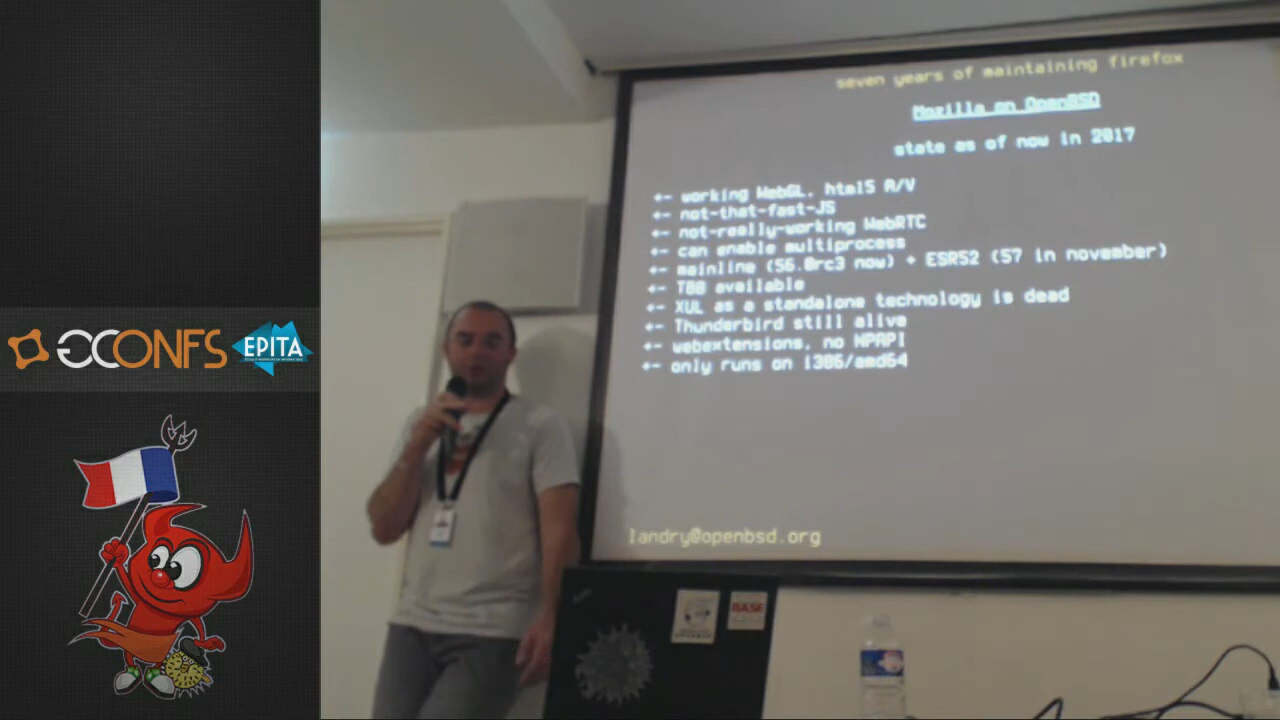 seven years of maintaining firefox
Mozilla on OpenBSD
state as of now in 2017
+- working WebGL, html5 A/V
+- not-that-fast-JS
+- not-really-working WebRTC
+- can enable multiprocess
+- mainline (56.0rc3 now) + ESR52 (57 in november)
+- TBB available
+- XUL as a standalone technology is dead
+- Thunderbird still alive
+- webextensions, no NPAPI
+- only runs on i386/amd64
landry@openbsd.org
GCONFS
EPITA
BASE